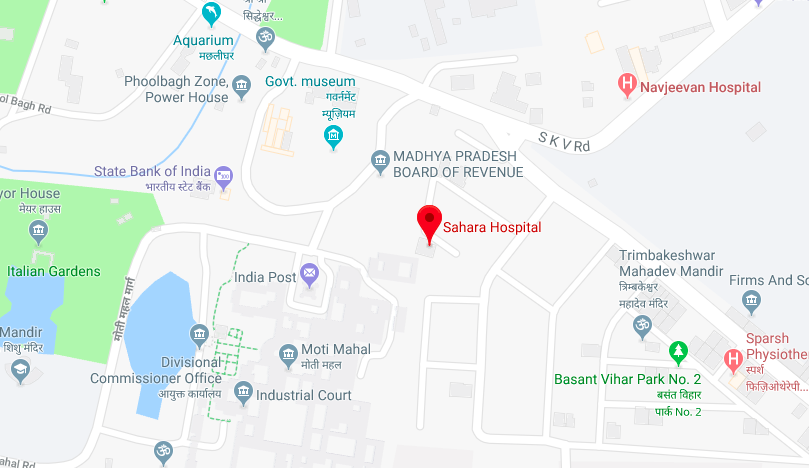 सिद्धेश्वर...
Aquarium
मछलीघर
Phoolbagh Zone,
Power House
Govt. museum
गवर्नमेंट
म्यूज़ियम
Navjeevan Hospital
ol Bagh Rd
S K V Rd
MADHYA PRADESH
BOARD OF REVENUE
State Bank of India
भारतीय स्टेट बैंक
yor House
मेयर हाउस
Sahara Hospital
Italian Gardens
India Post
मोती महल मार्ग
Trimbakeshwar
Mahadev Mandir
त्रिम्बकेश्वर
महादेव मंदिर
Firms And So
Mandir
शिशु मंदिर
Moti Mahal
मोती महल
Divisional
Commissioner Office
आयुक्त कार्यालय
Industrial Court
Sparsh
Physiother
स्पर्श
फिज़िओथेरेपी...
Basant Vihar Park No. 2
बसंत विहार
पार्क No. 2
ahal Rd